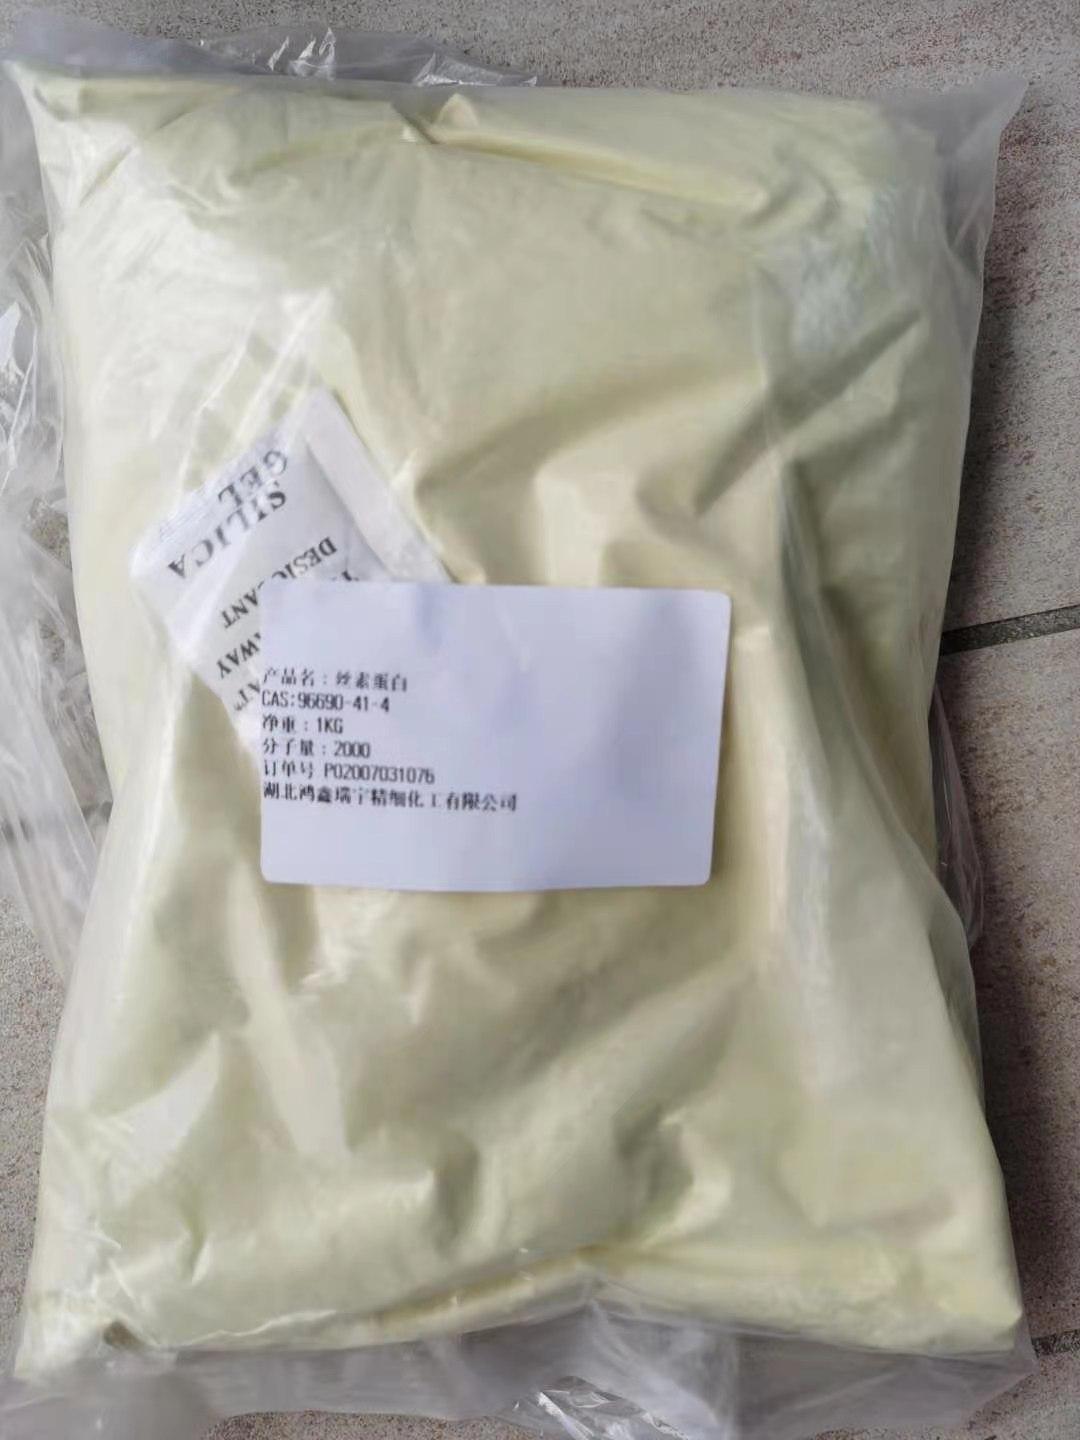 SILICA
GEL
DESICCANT
AWAY
EAT"
产品名：丝素蛋白
CAS:96690-41-4
净重：1KG
分子量：2000
订单号 PO2007031076
湖北鸿鑫瑞宇精细化工有限公司